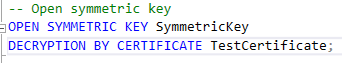 -- Open symmetric key
OPEN SYMMETRIC KEY SymmetricKey
DECRYPTION BY CERTIFICATE TestCertificate;